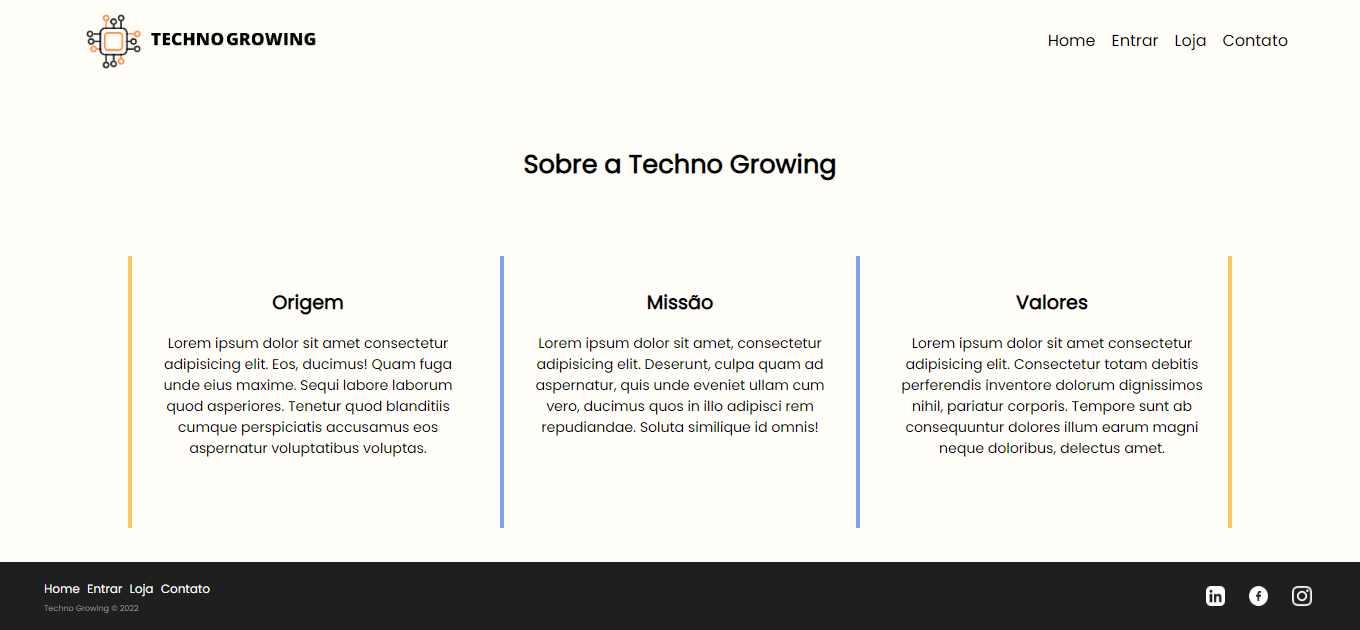 TECHNO GROWING
Home Entrar Loja Contato
Sobre a Techno Growing
Origem
Lorem ipsum dolor sit amet consectetur
adipisicing elit. Eos, ducimus! Quam fuga
unde eius maxime. Sequi labore laborum
quod asperiores. Tenetur quod blanditiis
cumque perspiciatis accusamus eos
aspernatur voluptatibus voluptas.
Missão
Lorem ipsum dolor sit amet, consectetur
adipisicing elit. Deserunt, culpa quam ad
aspernatur, quis unde eveniet ullam cum
vero, ducimus quos in illo adipisci rem
repudiandae. Soluta similique id omnis!
Valores
Lorem ipsum dolor sit amet consectetur
adipisicing elit. Consectetur totam debitis
perferendis inventore dolorum dignissimos
nihil, pariatur corporis. Tempore sunt ab
consequuntur dolores illum earum magni
neque doloribus, delectus amet.
Home Entrar Loja Contato
Techno Growing © 2022